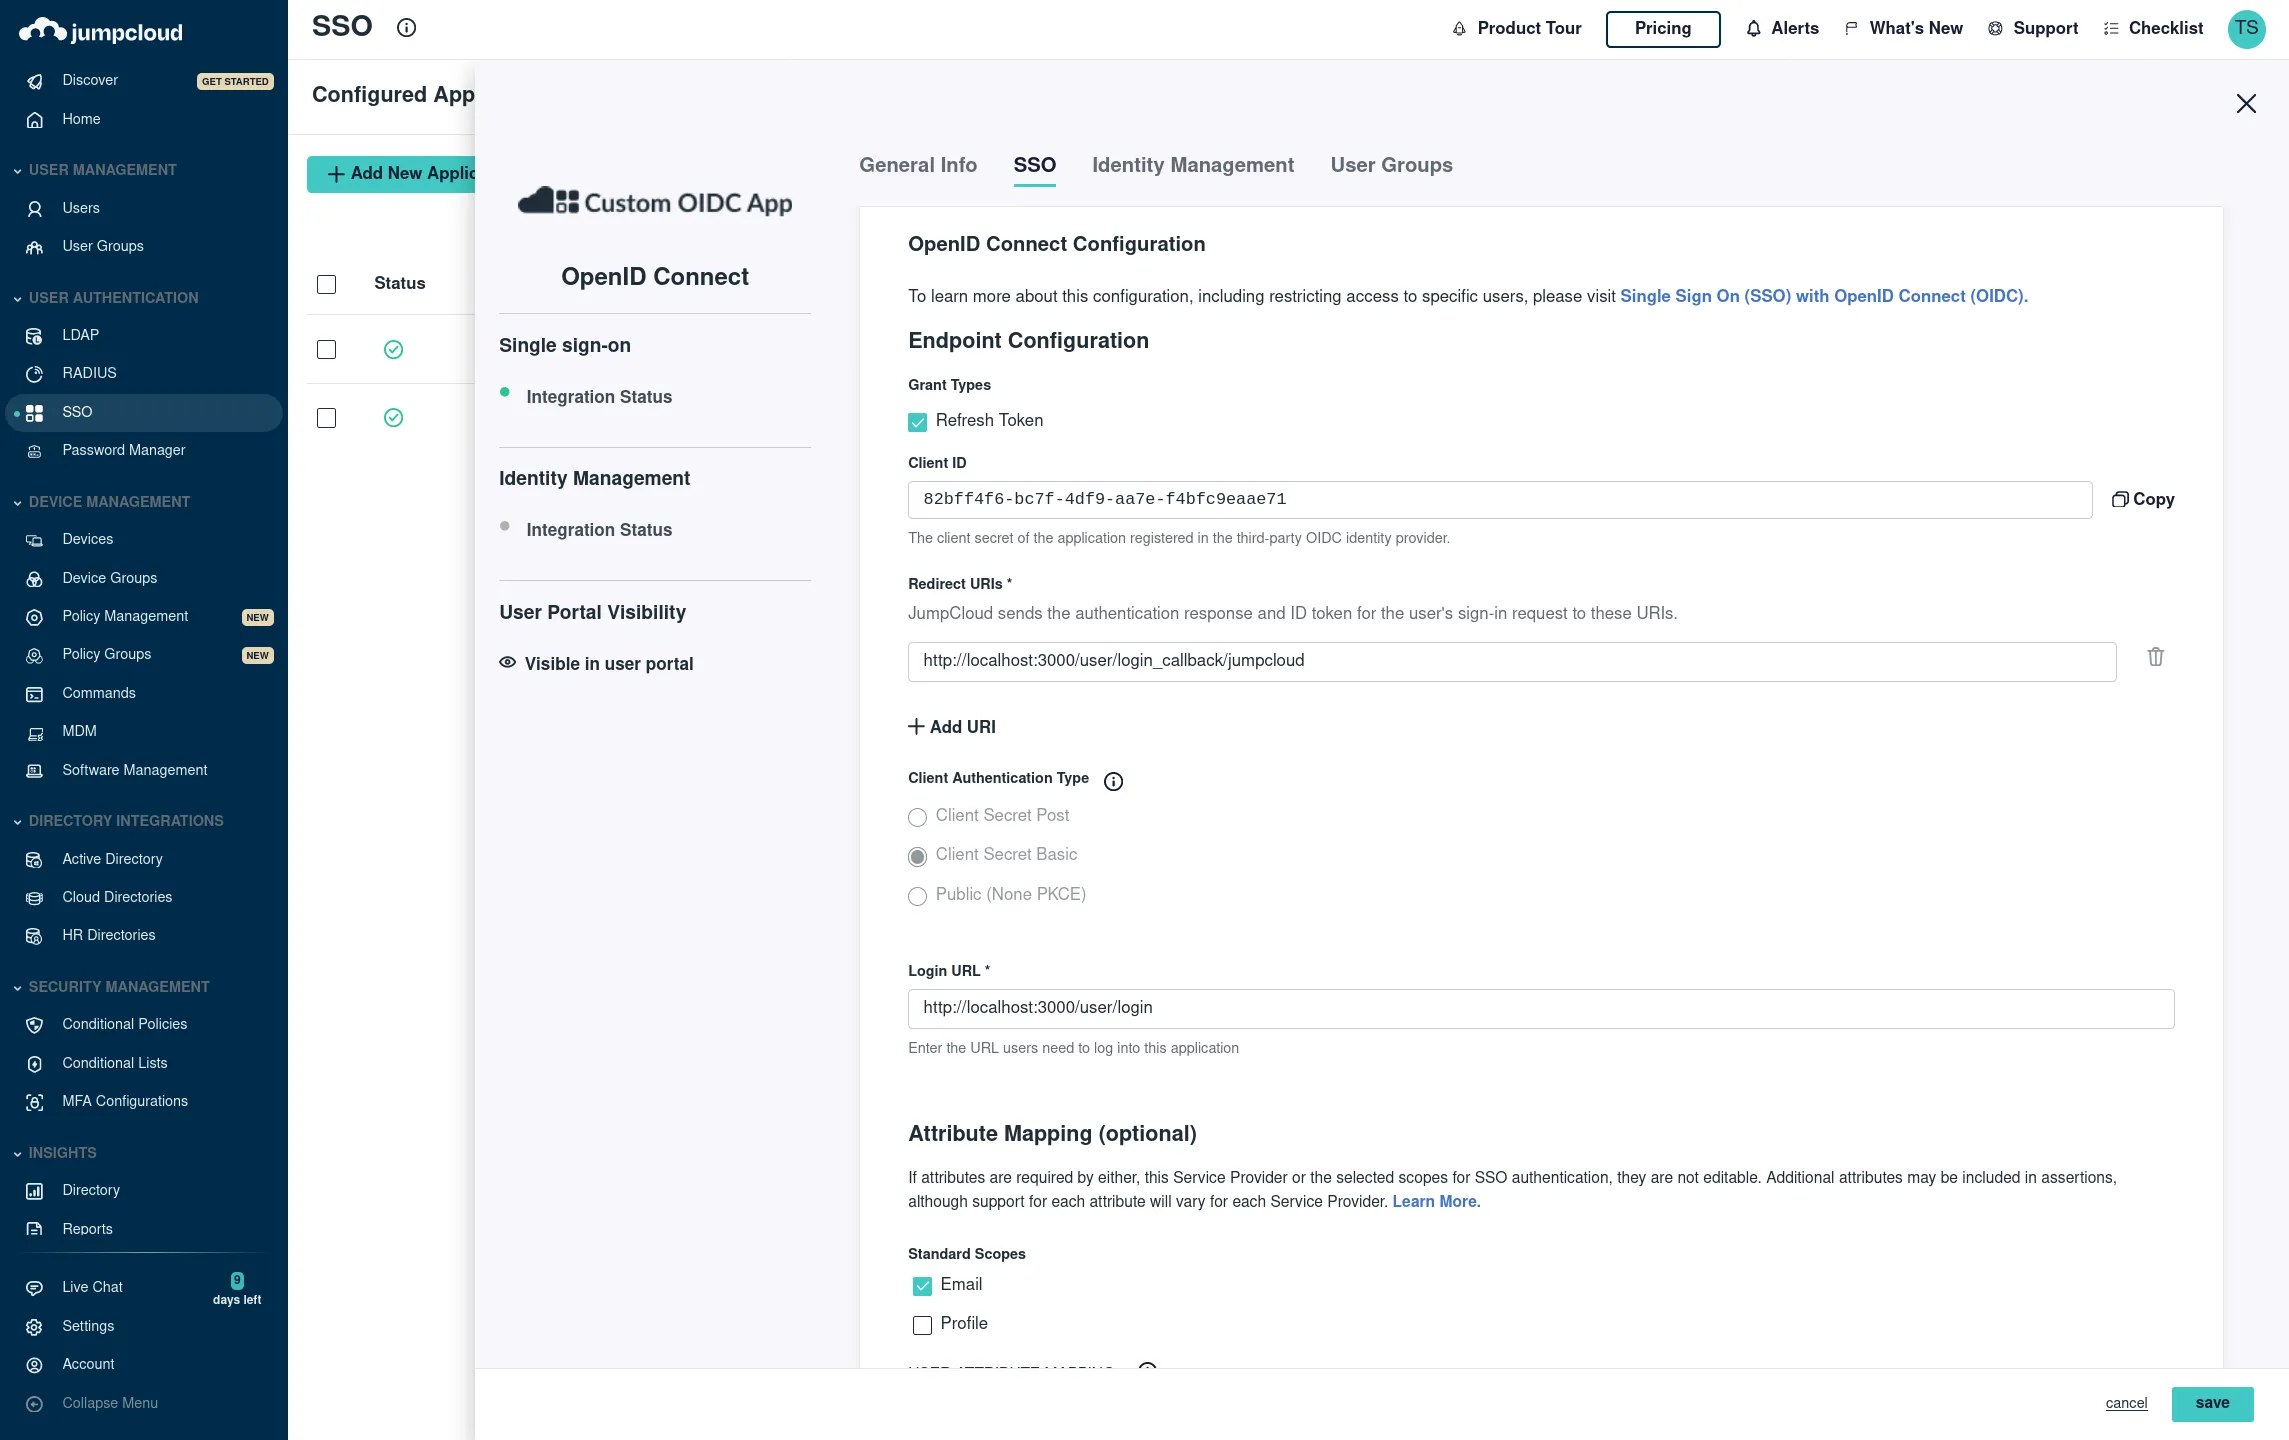 jumpcloud
Discover
GET STARTED
Home
USER MANAGEMENT
Users
User Groups
USER AUTHENTICATION
LDAP
RADIUS
SSO
Password Manager
DEVICE MANAGEMENT
Devices
Device Groups
Policy Management
NEW
Policy Groups
NEW
Commands
MDM
Software Management
DIRECTORY INTEGRATIONS
Active Directory
Cloud Directories
HR Directories
SECURITY MANAGEMENT
Conditional Policies
Conditional Lists
MFA Configurations
INSIGHTS
Directory
Reports
Live Chat
9
days left
Settings
Account
Collapse Menu
SSO
Product Tour
Pricing
Alerts
What's New
Support
Checklist
TS
Configured App
Add New Applic
Status
Custom OIDC App
OpenID Connect
Single sign-on
Integration Status
Identity Management
Integration Status
User Portal Visibility
Visible in user portal
General Info
SSO
Identity Management
User Groups
OpenID Connect Configuration
To learn more about this configuration, including restricting access to specific users, please visit Single Sign On (SSO) with OpenID Connect (OIDC).
Endpoint Configuration
Grant Types
Refresh Token
Client ID
82bff4f6-bc7f-4df9-aa7e-f4bfc9eaae71
Copy
The client secret of the application registered in the third-party OIDC identity provider.
Redirect URIs *
JumpCloud sends the authentication response and ID token for the user's sign-in request to these URIs.
http://localhost:3000/user/login_callback/jumpcloud
Add URI
Client Authentication Type
Client Secret Post
Client Secret Basic
Public (None PKCE)
Login URL *
http://localhost:3000/user/login
Enter the URL users need to log into this application
Attribute Mapping (optional)
If attributes are required by either, this Service Provider or the selected scopes for SSO authentication, they are not editable. Additional attributes may be included in assertions,
although support for each attribute will vary for each Service Provider. Learn More.
Standard Scopes
Email
Profile
cancel
save